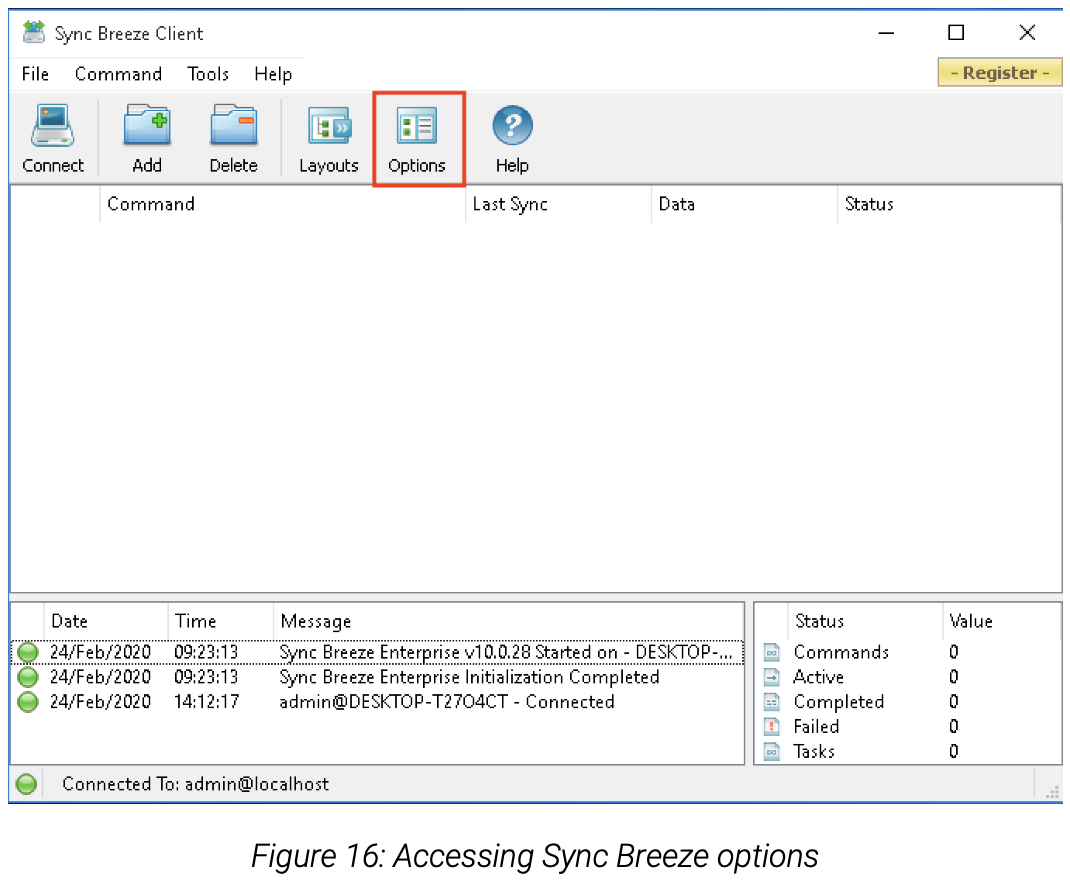 Sync Breeze Client
File Command Tools Help
- Register -
Connect Add Delete Layouts Options Help
Command Last Sync Data Status
Date Time Message
24/Feb/2020 09:23:13 Sync Breeze Enterprise v10.0.28 Started on - DESKTOP-...
24/Feb/2020 09:23:13 Sync Breeze Enterprise Initialization Completed
24/Feb/2020 14:12:17 admin@DESKTOP-T27O4CT - Connected
Status Value
Commands 0
Active 0
Completed 0
Failed 0
Tasks 0
Connected To: admin@localhost
Figure 16: Accessing Sync Breeze options